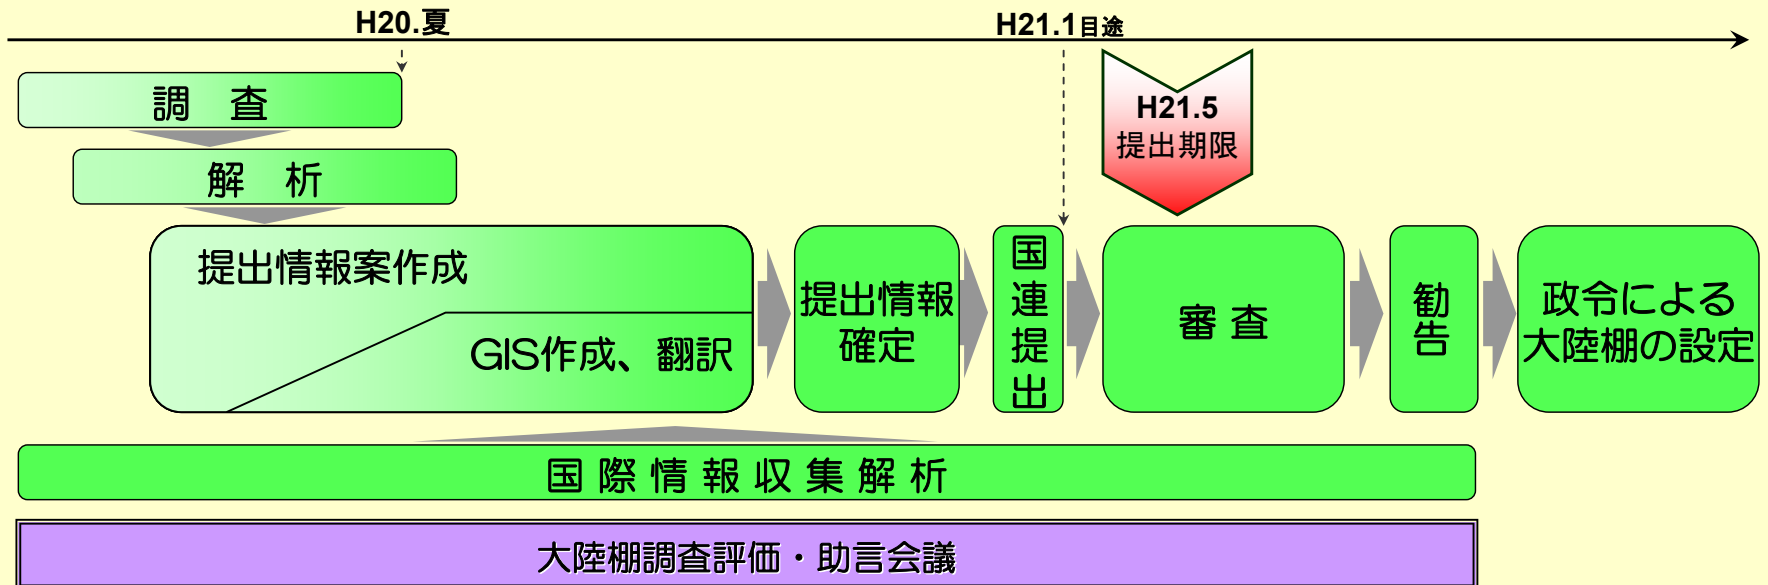 H20.夏
H21.1目途
調　査
H21.5
提出期限
解　析
提出情報案作成
GIS作成、翻訳
提出情報
確定
国
連
提
出
審 査
勧
告
政令による
大陸棚の設定
国 際 情 報 収 集 解 析
大陸棚調査評価・助言会議